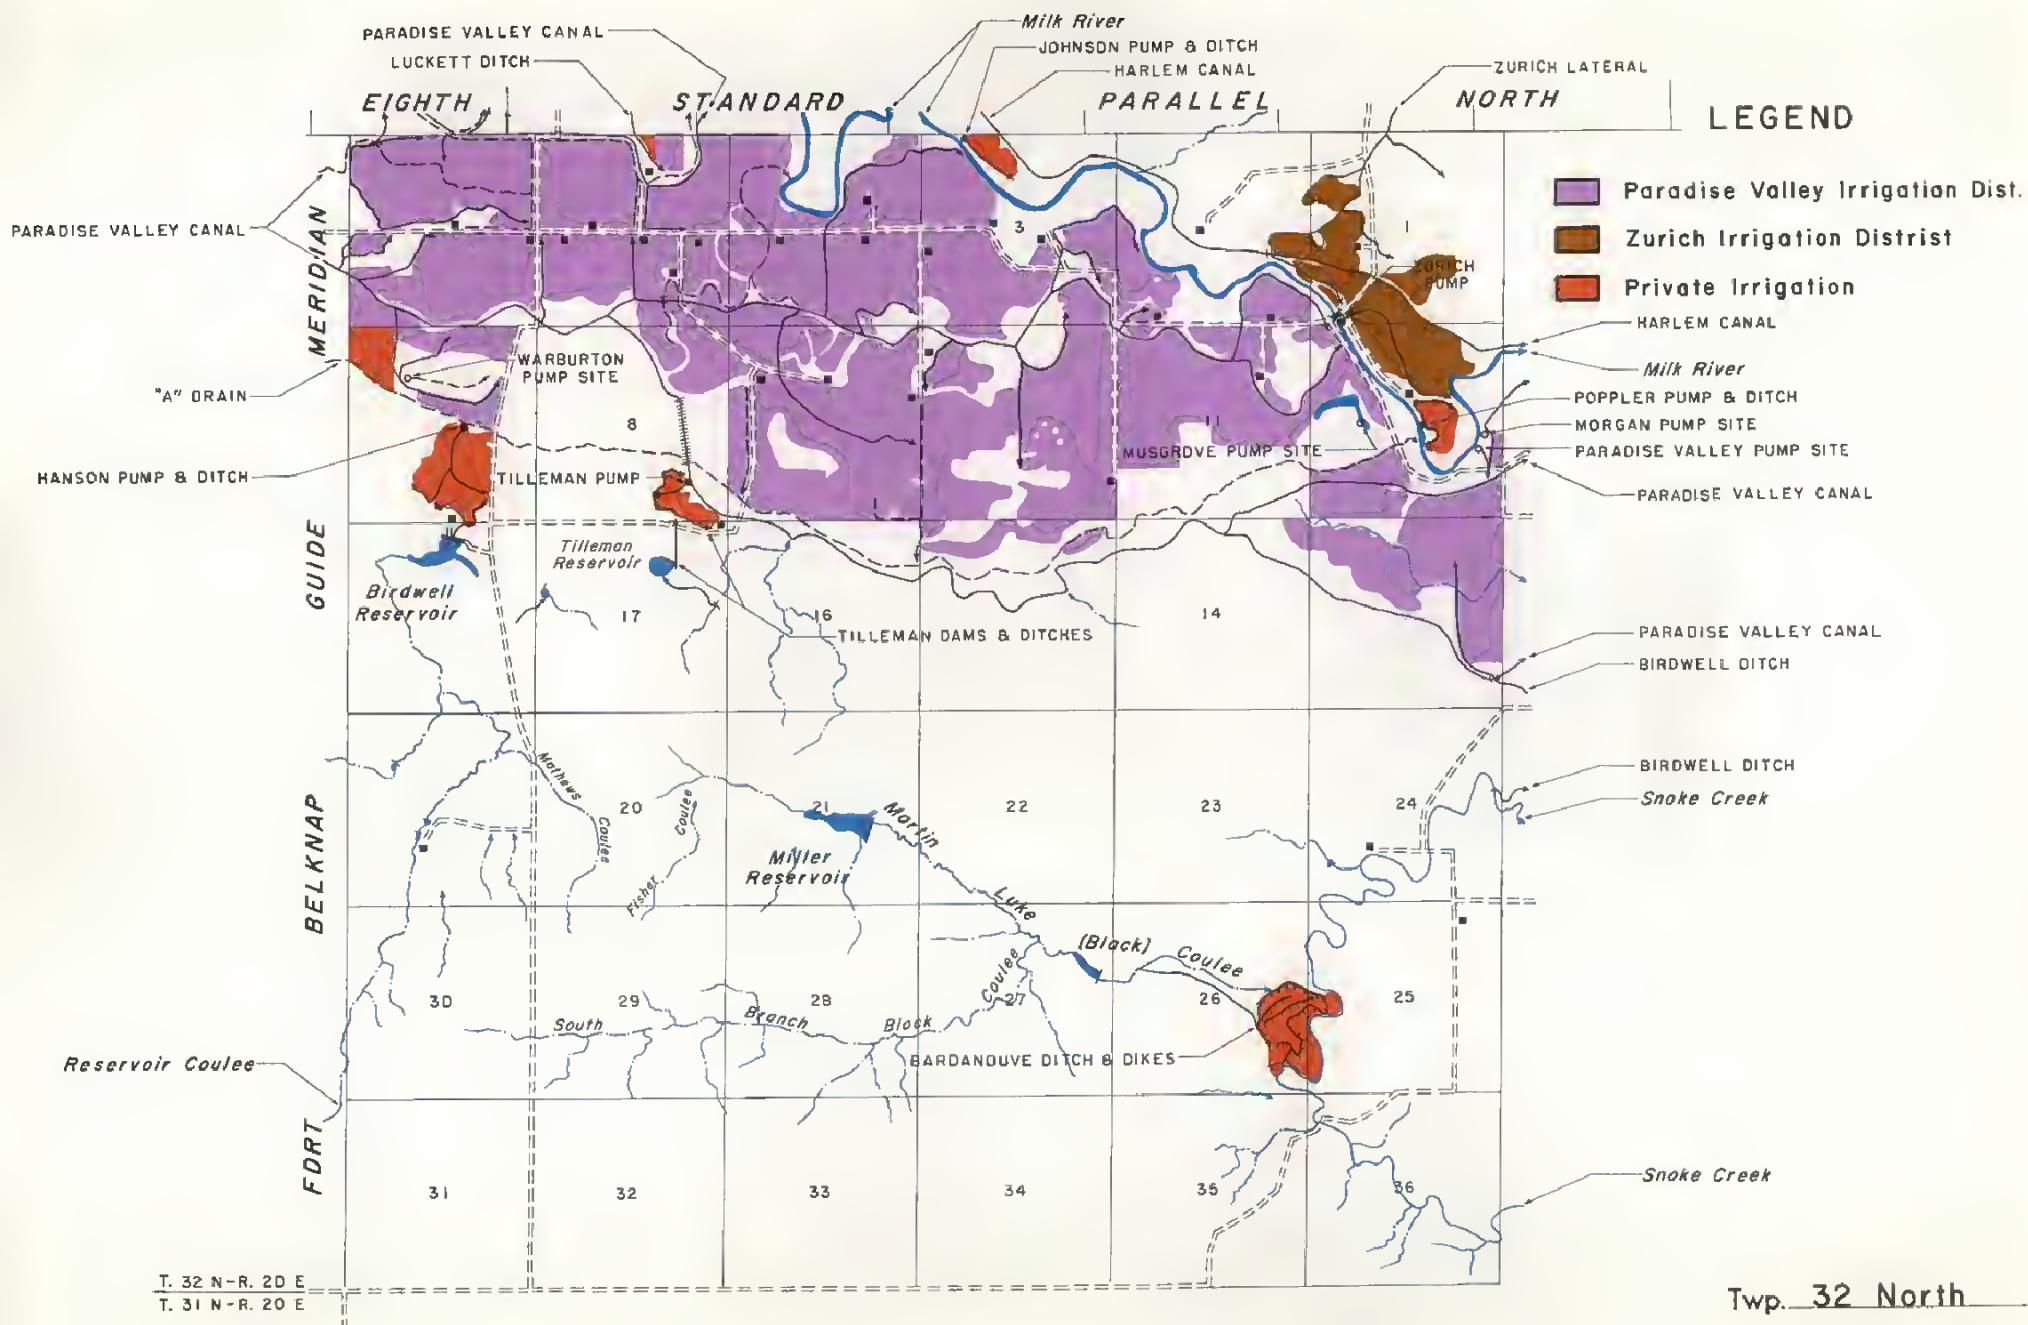 PARADISE VALLEY CANAL
LUCKETT DITCH
Milk River
JOHNSON PUMP & DITCH
HARLEM CANAL
ZURICH LATERAL
EIGHTH STANDARD PARALLEL NORTH
LEGEND
Paradise Valley Irrigation Dist.
Zurich Irrigation Distrist
Private Irrigation
PARADISE VALLEY CANAL
MERIDIAN
3
1
ZURICH
PUMP
HARLEM CANAL
Milk River
WARBURTON
PUMP SITE
"A" DRAIN
POPPLER PUMP & DITCH
MORGAN PUMP SITE
PARADISE VALLEY PUMP SITE
8
11
MUSGROVE PUMP SITE
HANSON PUMP & DITCH
TILLEMAN PUMP
PARADISE VALLEY CANAL
GUIDE
Tilleman
Reservoir
Birdwell
Reservoir
17
16
14
TILLEMAN DAMS & DITCHES
PARADISE VALLEY CANAL
BIRDWELL DITCH
BIRDWELL DITCH
Snake Creek
Mathews
Coulee
20
Fisher
Coulee
21
22
23
24
Miller
Reservoir
Martin
Luke
(Black)
Coulee
BELKNAP
30
29
28
27
26
25
South
Branch
Black
Coulee
BARDANOUVE DITCH & DIKES
Reservoir Coulee
FORT
31
32
33
34
35
36
Snake Creek
T. 32 N-R. 20 E
T. 31 N-R. 20 E
Twp. 32 North